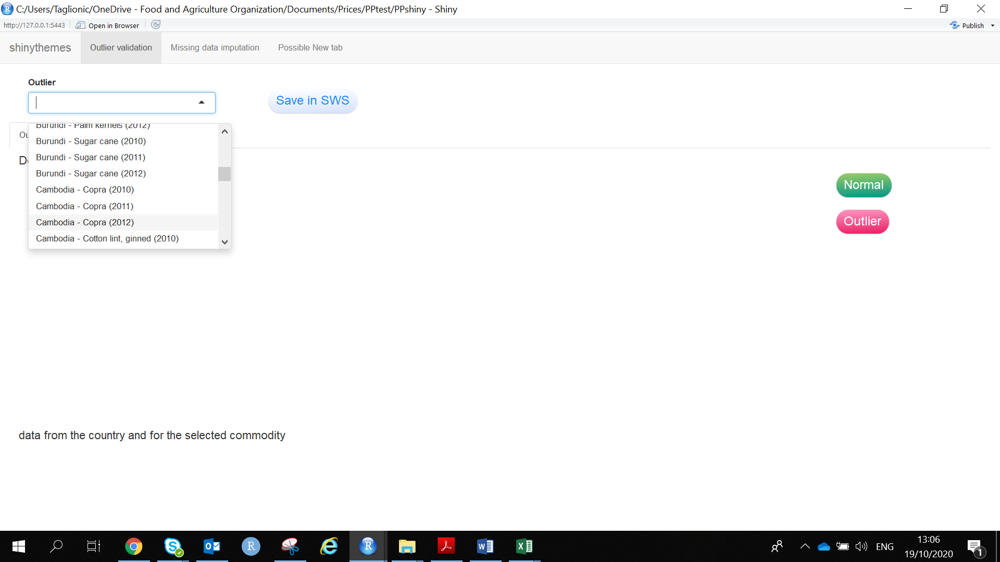 C:/Users/Taglionic/OneDrive - Food and Agriculture Organization/Documents/Prices/PPtest/PPshiny - Shiny
http://127.0.0.1:5443
Open in Browser
Publish
shinythemes
Outlier validation
Missing data imputation
Possible New tab
Outlier
Save in SWS
Burundi - Palm kernels (2012)
Burundi - Sugar cane (2010)
Burundi - Sugar cane (2011)
Burundi - Sugar cane (2012)
Cambodia - Copra (2010)
Cambodia - Copra (2011)
Cambodia - Copra (2012)
Cambodia - Cotton lint, ginned (2010)
Normal
Outlier
data from the country and for the selected commodity
ENG
13:06
19/10/2020
1